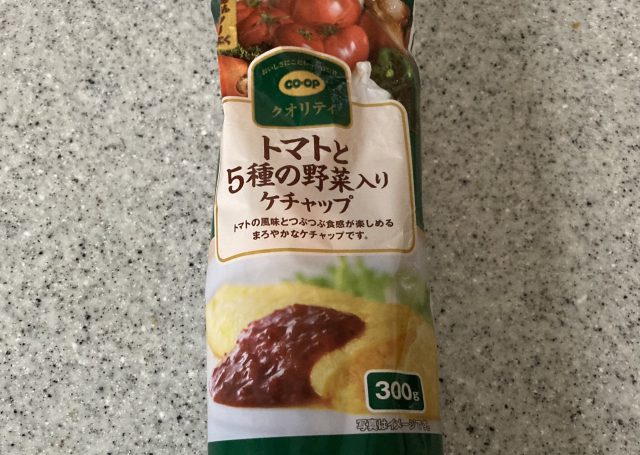 CO·OP
クオリティ
トマトと
5種の野菜入り
ケチャップ
トマトの風味とつぶつぶ食感が楽しめる
まろやかなケチャップです。
300g
写真はイメージです。